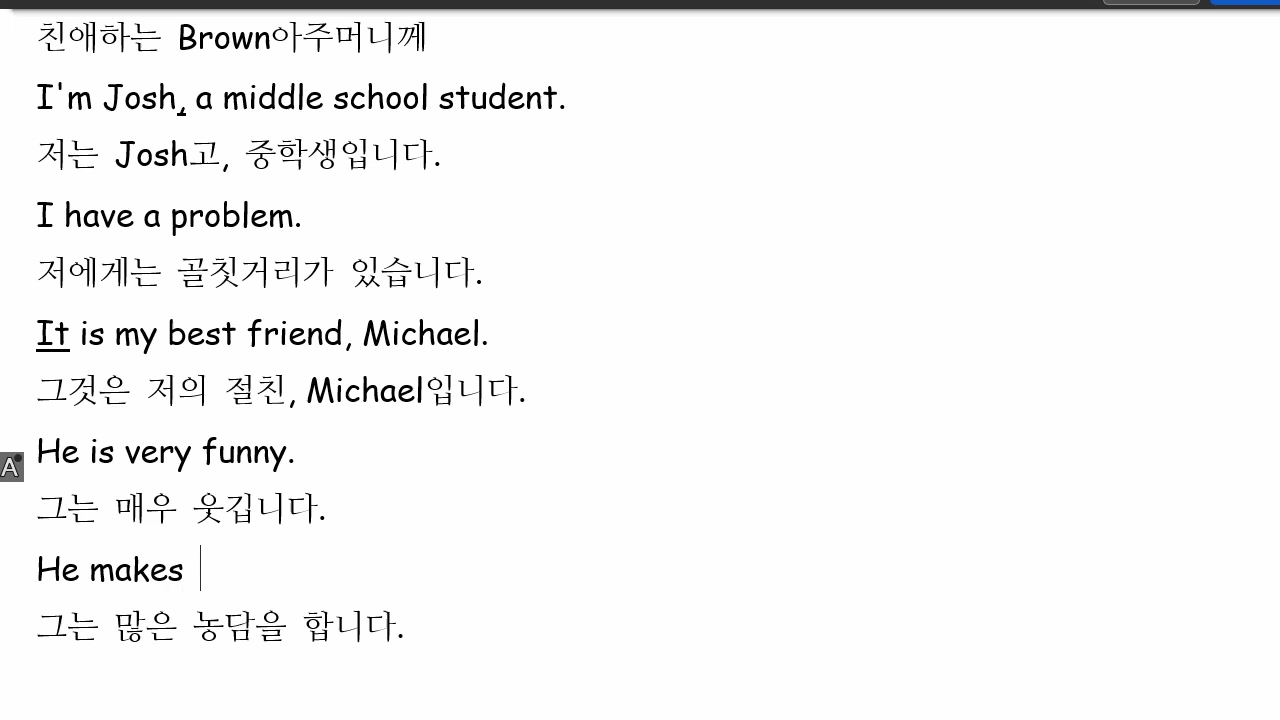 친애하는 Brown아주머니께
I'm Josh, a middle school student.
저는 Josh고, 중학생입니다.
I have a problem.
저에게는 골칫거리가 있습니다.
It is my best friend, Michael.
그것은 저의 절친, Michael입니다.
He is very funny.
그는 매우 웃깁니다.
He makes
그는 많은 농담을 합니다.
A